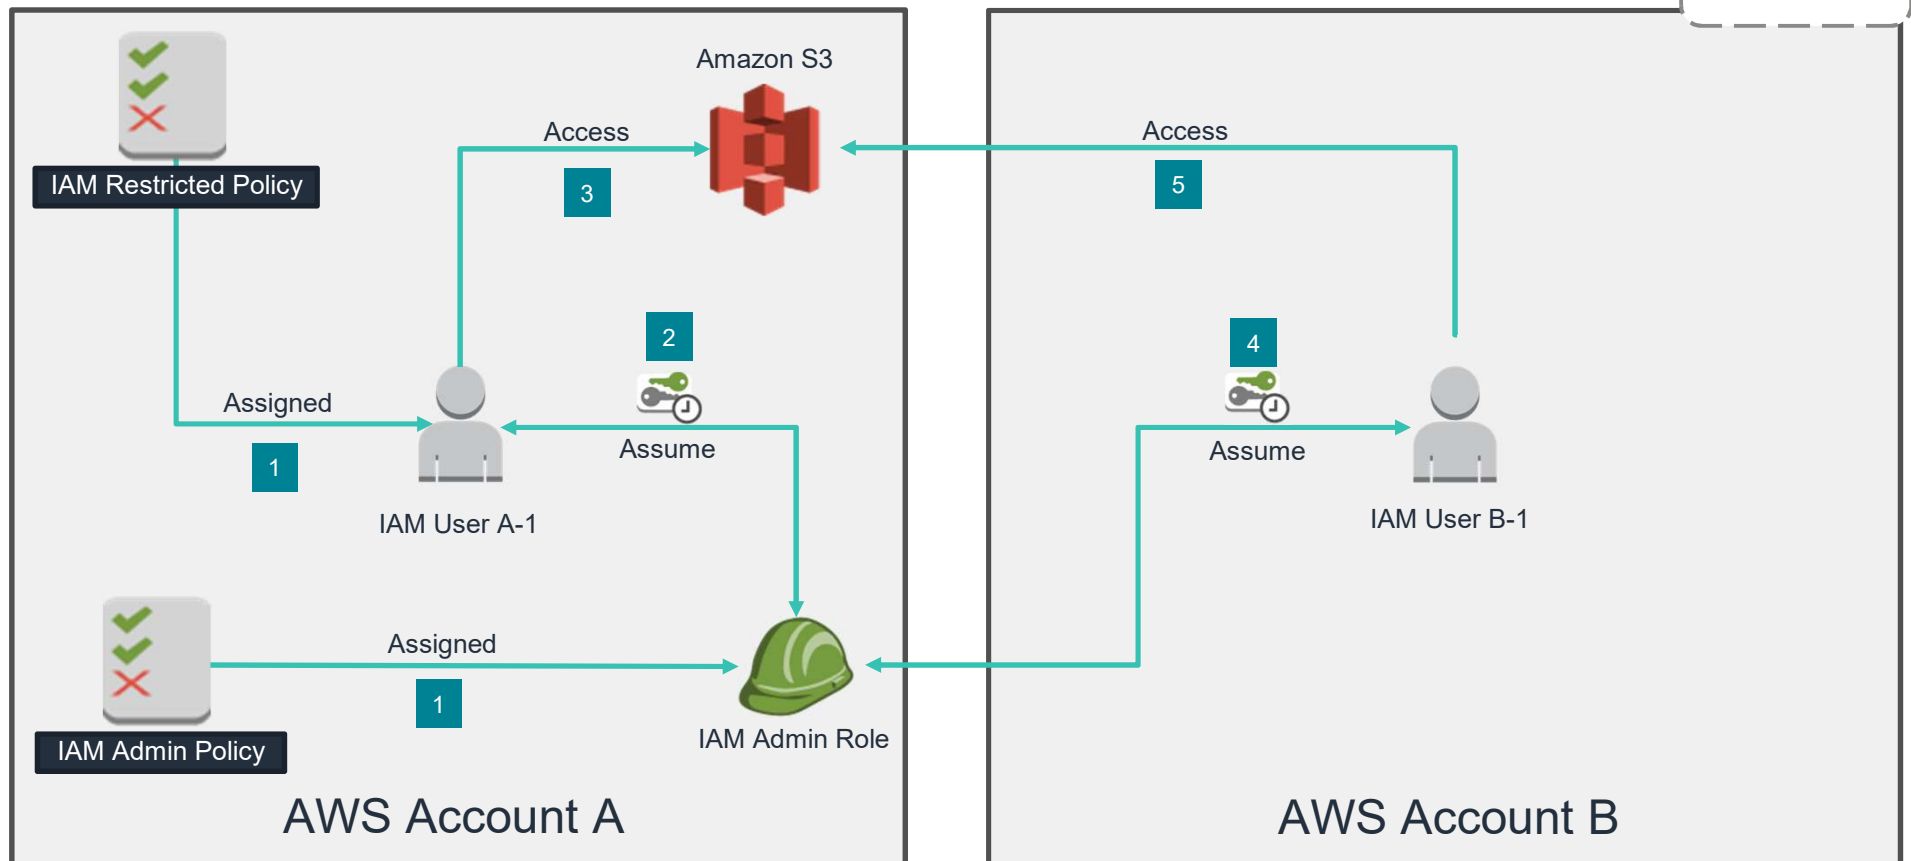 Amazon S3
Access
Access
3
5
IAM Restricted Policy
2
4
Assigned
Assume
Assume
1
IAM User A-1
IAM User B-1
Assigned
1
IAM Admin Policy
IAM Admin Role
AWS Account A
AWS Account B